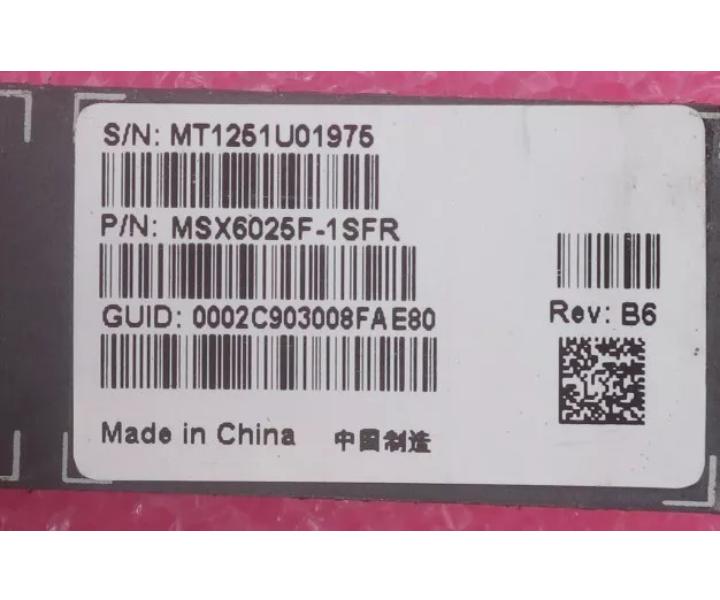 S/N: MT1251U01975
P/N: MSX6025F-1SFR
GUID: 0002C903008FAE80
Rev: B6
Made in China 中国制造